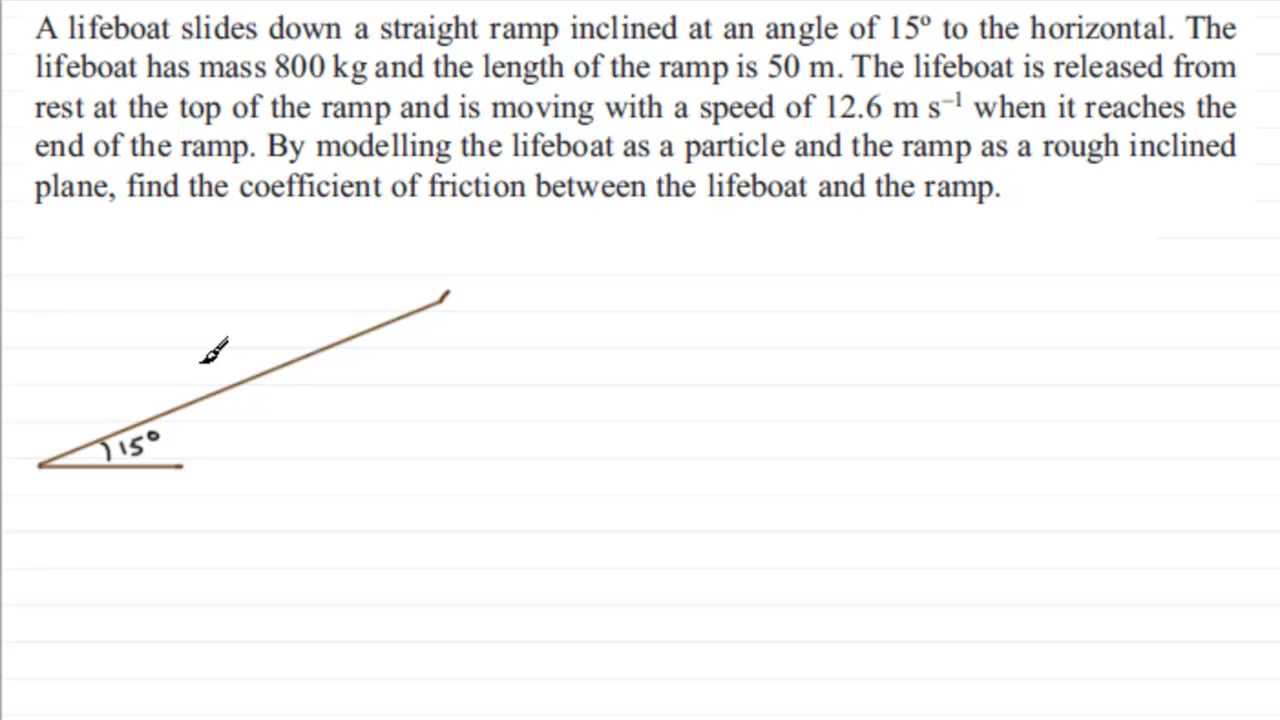 A lifeboat slides down a straight ramp inclined at an angle of 15º to the horizontal. The
lifeboat has mass 800 kg and the length of the ramp is 50 m. The lifeboat is released from
rest at the top of the ramp and is moving with a speed of 12.6 m s⁻¹ when it reaches the
end of the ramp. By modelling the lifeboat as a particle and the ramp as a rough inclined
plane, find the coefficient of friction between the lifeboat and the ramp.
15º